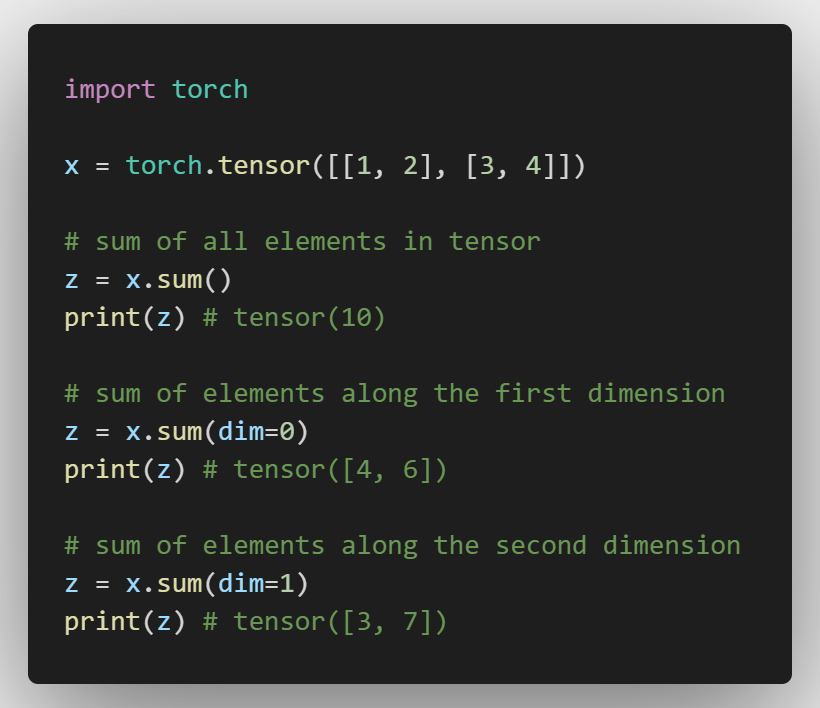 import torch
x = torch.tensor([[1, 2], [3, 4]])
# sum of all elements in tensor
z = x.sum()
print(z) # tensor(10)
# sum of elements along the first dimension
z = x.sum(dim=0)
print(z) # tensor([4, 6])
# sum of elements along the second dimension
z = x.sum(dim=1)
print(z) # tensor([3, 7])